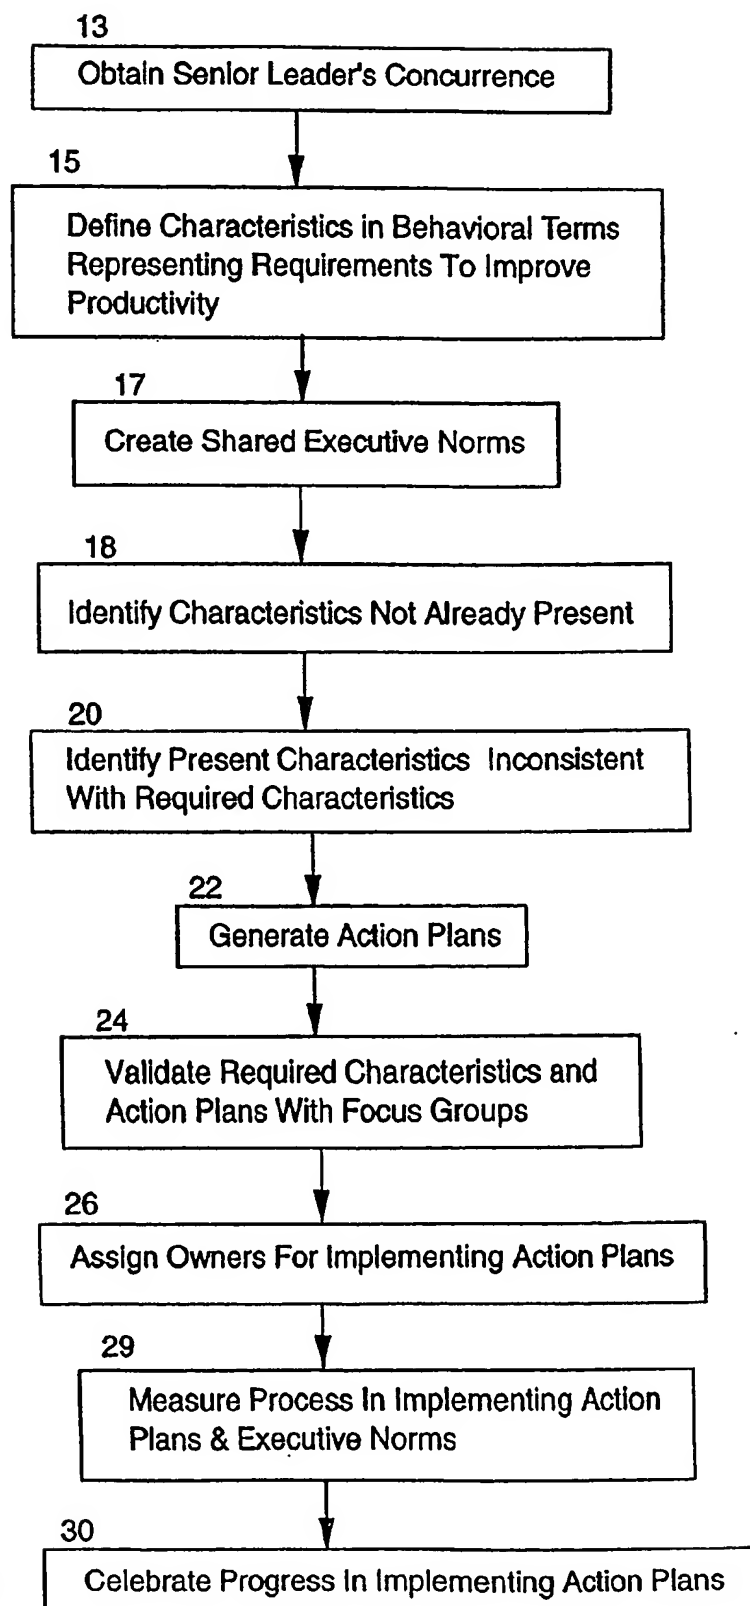 13
Obtain Senior Leader's Concurrence
15
Define Characteristics in Behavioral Terms
Representing Requirements To Improve
Productivity
17
Create Shared Executive Norms
18
Identify Characteristics Not Already Present
20
Identify Present Characteristics Inconsistent
With Required Characteristics
22
Generate Action Plans
24
Validate Required Characteristics and
Action Plans With Focus Groups
26
Assign Owners For Implementing Action Plans
29
Measure Process In Implementing Action
Plans & Executive Norms
30
Celebrate Progress In Implementing Action Plans